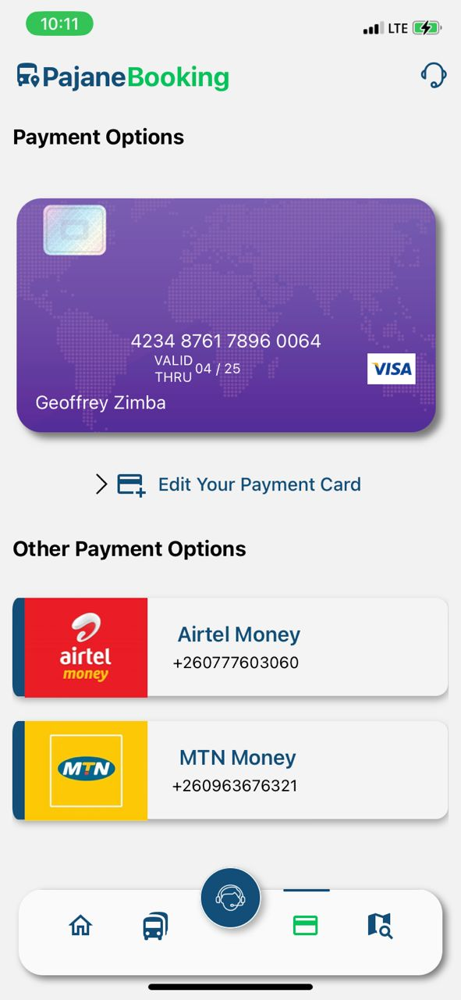 10:11
LTE
PajaneBooking
Payment Options
4234 8761 7896 0064
VALID
THRU 04 / 25
VISA
Geoffrey Zimba
Edit Your Payment Card
Other Payment Options
airtel
money
Airtel Money
+260777603060
MTN
MTN Money
+260963676321